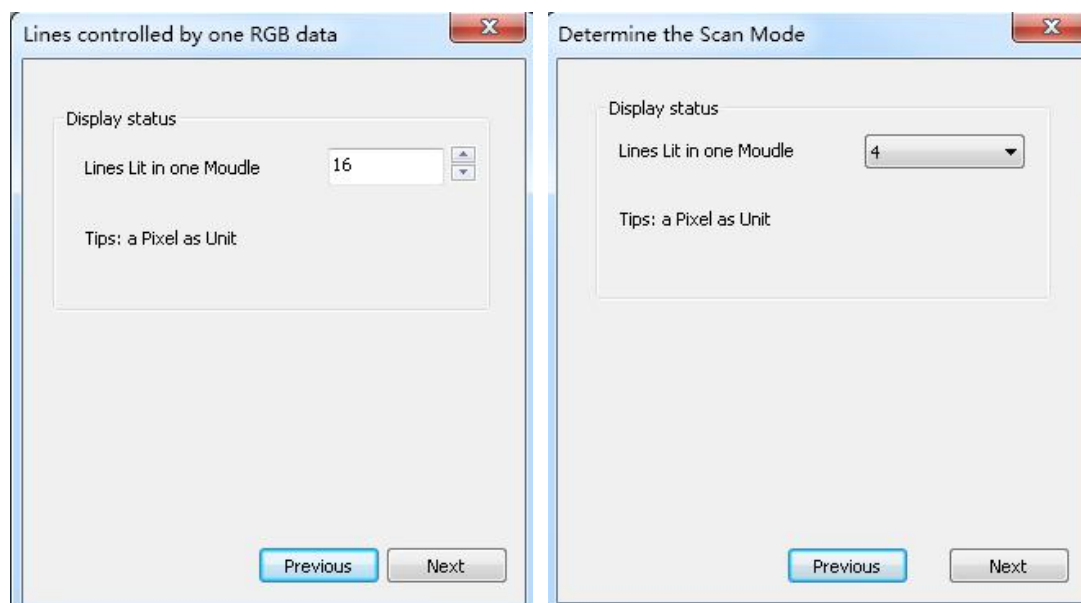 Lines controlled by one RGB data
Display status
Lines Lit in one Moudle
16
Tips: a Pixel as Unit
Previous
Next
Determine the Scan Mode
Display status
Lines Lit in one Moudle
4
Tips: a Pixel as Unit
Previous
Next